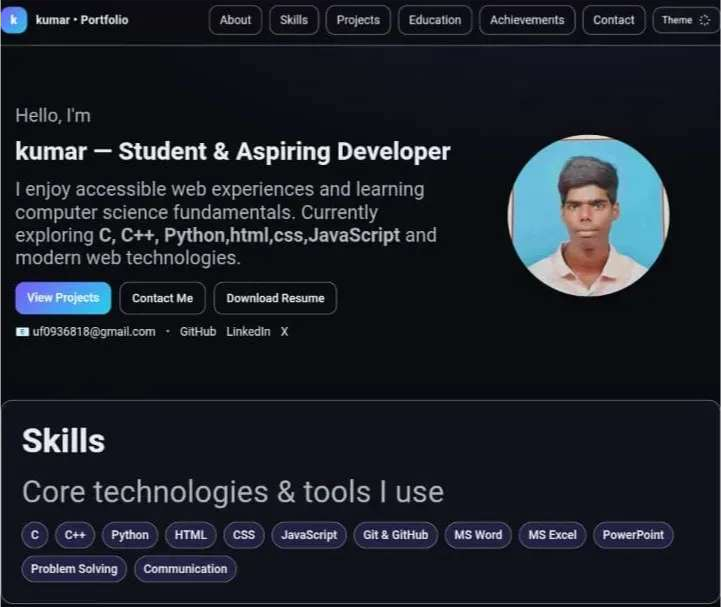 k kumar • Portfolio About Skills Projects Education Achievements Contact Theme
Hello, I'm
kumar — Student & Aspiring Developer
I enjoy accessible web experiences and learning
computer science fundamentals. Currently
exploring C, C++, Python,html,css,JavaScript and
modern web technologies.
View Projects Contact Me Download Resume
uf0936818@gmail.com · GitHub LinkedIn X
Skills
Core technologies & tools I use
C C++ Python HTML CSS JavaScript Git & GitHub MS Word MS Excel PowerPoint
Problem Solving Communication